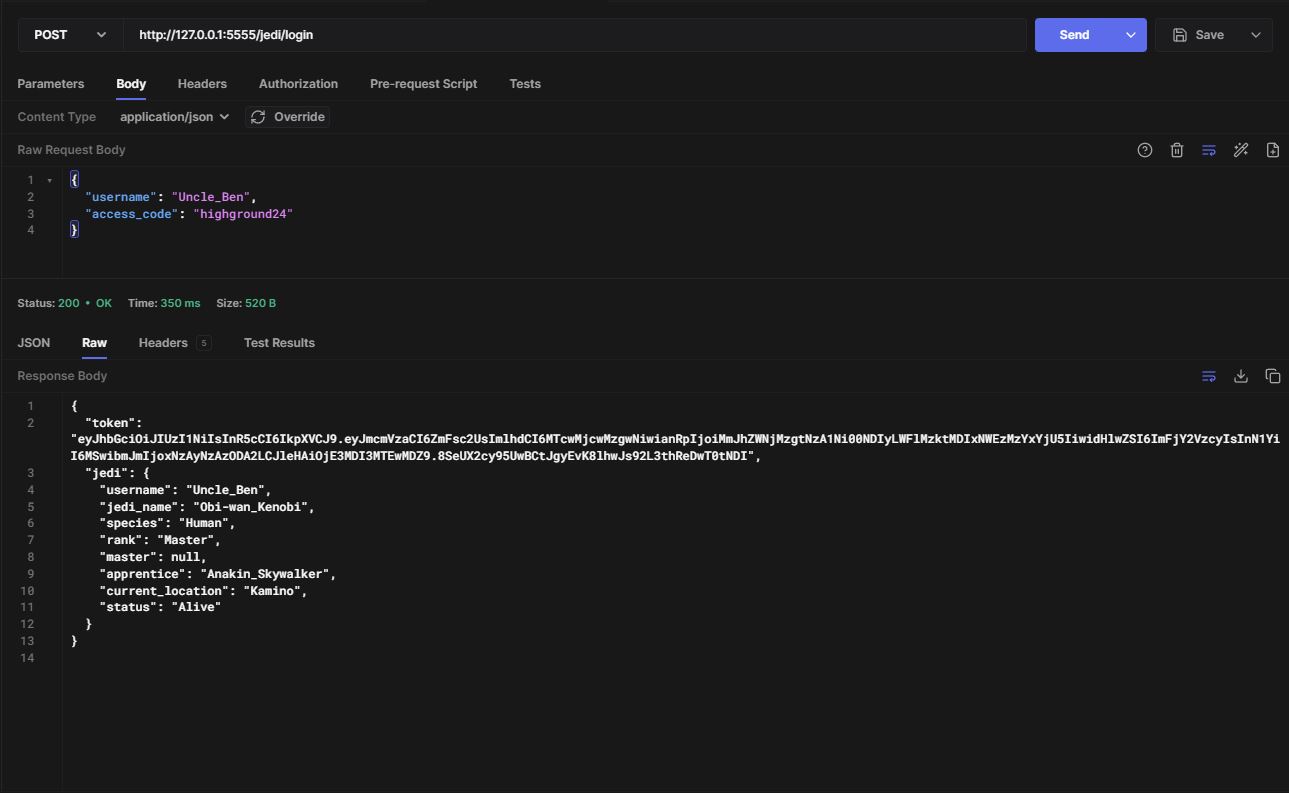 POST http://127.0.0.1:5555/jedi/login Send Save
Parameters Body Headers Authorization Pre-request Script Tests
Content Type application/json Override
Raw Request Body
1 {
2 "username": "Uncle_Ben",
3 "access_code": "highground24"
4 }
Status: 200 • OK Time: 350 ms Size: 520 B
JSON Raw Headers 5 Test Results
Response Body
1 {
2 "token":
"eyJhbGciOiJIUzI1NiIsInR5cCI6IkpXVCJ9.eyJmcmVzaCI6ZmFsc2UsImlhdCI6MTcwMjcwMzgwNiwianRpIjoiMmJhZWNjMzgtNzA1Ni00NDIyLWFlMzktMDIxNWEzMzYxYjU5IiwidHlwZSI6ImFjY2VzcyIsInN1Yi
I6MSwibmJmIjoxNzAyNzAzODA2LCJleHAiOjE3MDI3MTEwMDZ9.8SeUX2cy95UwBCtJgyEvK8lhwJs92L3thReDwT0tNDI",
3 "jedi": {
4 "username": "Uncle_Ben",
5 "jedi_name": "Obi-wan_Kenobi",
6 "species": "Human",
7 "rank": "Master",
8 "master": null,
9 "apprentice": "Anakin_Skywalker",
10 "current_location": "Kamino",
11 "status": "Alive"
12 }
13 }
14